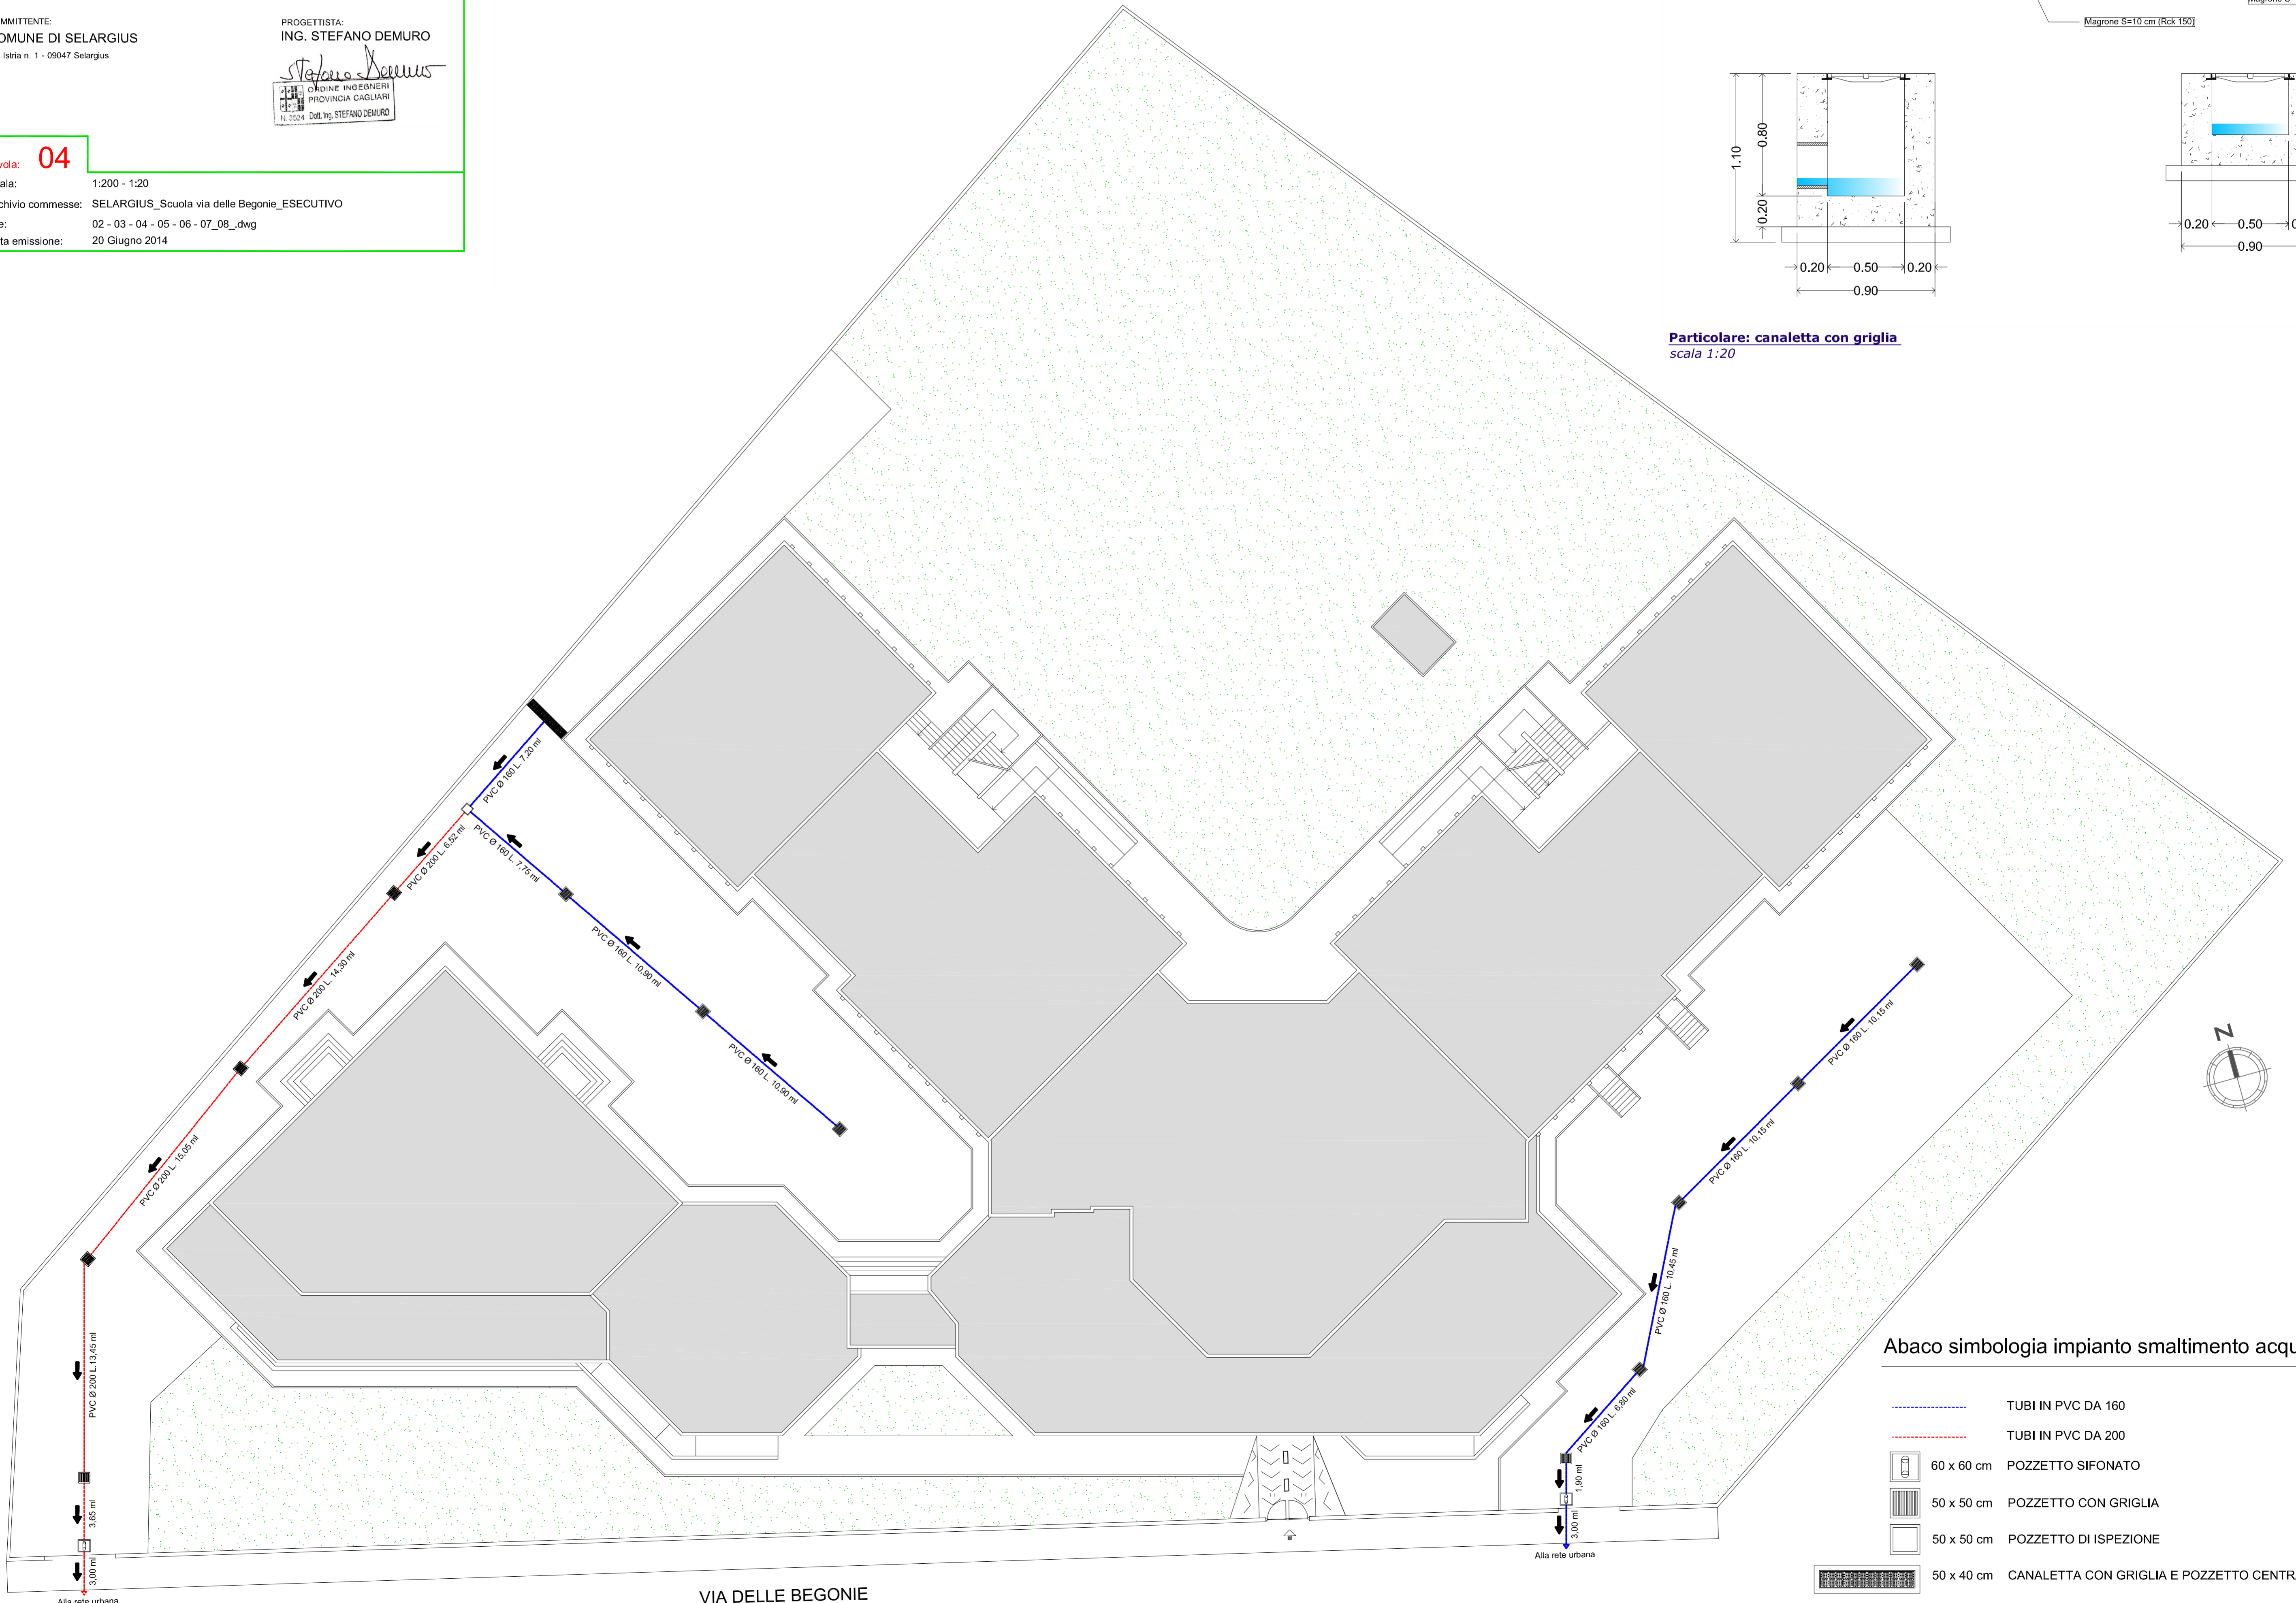 MMITTENTE:
OMUNE DI SELARGIUS
Istria n. 1 - 09047 Selargius
PROGETTISTA:
ING. STEFANO DEMURO
Stefano Demuro
ORDINE INGEGNERI
PROVINCIA CAGLIARI
N. 3524 Dott. Ing. STEFANO DEMURO
vola: 04
ala: 1:200 - 1:20
chivio commesse: SELARGIUS_Scuola via delle Begonie_ESECUTIVO
e: 02 - 03 - 04 - 05 - 06 - 07_08_.dwg
ta emissione: 20 Giugno 2014
Magrone S=10 cm (Rck 150)
1.10
0.80
0.20
0.20 0.50 0.20
0.90
0.20 0.50
0.90
Particolare: canaletta con griglia
scala 1:20
PVC Ø 160 L. 7,20 ml
PVC Ø 200 L. 6,52 ml
PVC Ø 160 L. 7,75 ml
PVC Ø 160 L. 10,90 ml
PVC Ø 160 L. 10,90 ml
PVC Ø 200 L. 14,30 ml
PVC Ø 200 L. 15,05 ml
PVC Ø 200 L.13,45 ml
3,65 ml
3,00 ml
Alla rete urbana
PVC Ø 160 L. 10,15 ml
PVC Ø 160 L. 10,15 ml
PVC Ø 160 L. 10,45 ml
PVC Ø 160 L. 6,80 ml
1,90 ml
3,00 ml
Alla rete urbana
N
VIA DELLE BEGONIE
Abaco simbologia impianto smaltimento acqu
TUBI IN PVC DA 160
TUBI IN PVC DA 200
60 x 60 cm POZZETTO SIFONATO
50 x 50 cm POZZETTO CON GRIGLIA
50 x 50 cm POZZETTO DI ISPEZIONE
50 x 40 cm CANALETTA CON GRIGLIA E POZZETTO CENTR